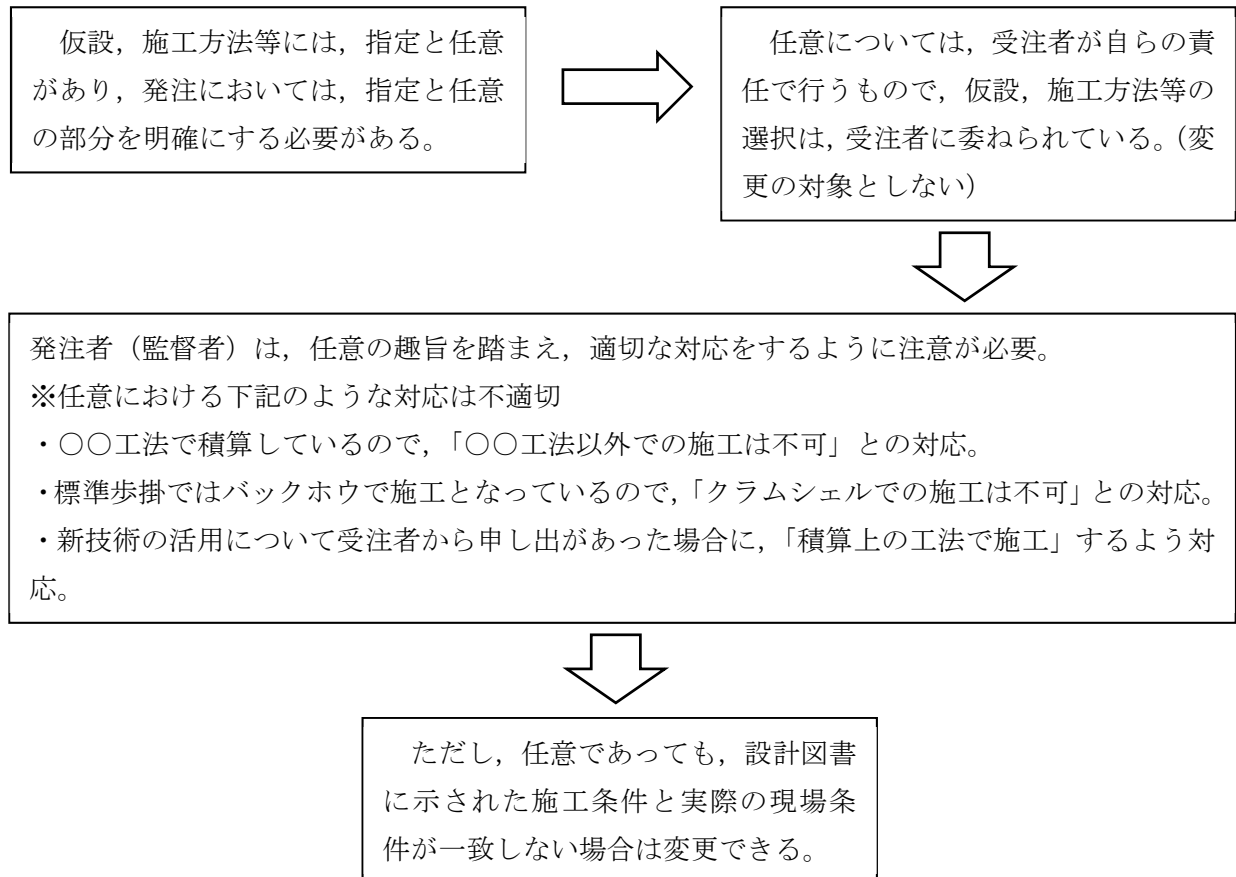 仮設，施工方法等には，指定と任意
があり，発注においては，指定と任意
の部分を明確にする必要がある。
任意については，受注者が自らの責
任で行うもので，仮設，施工方法等の
選択は，受注者に委ねられている。（変
更の対象としない）
発注者（監督者）は，任意の趣旨を踏まえ，適切な対応をするように注意が必要。
※任意における下記のような対応は不適切
・○○工法で積算しているので，「○○工法以外での施工は不可」との対応。
・標準歩掛ではバックホウで施工となっているので，「クラムシェルでの施工は不可」との対応。
・新技術の活用について受注者から申し出があった場合に，「積算上の工法で施工」するよう対
応。
ただし，任意であっても，設計図書
に示された施工条件と実際の現場条
件が一致しない場合は変更できる。